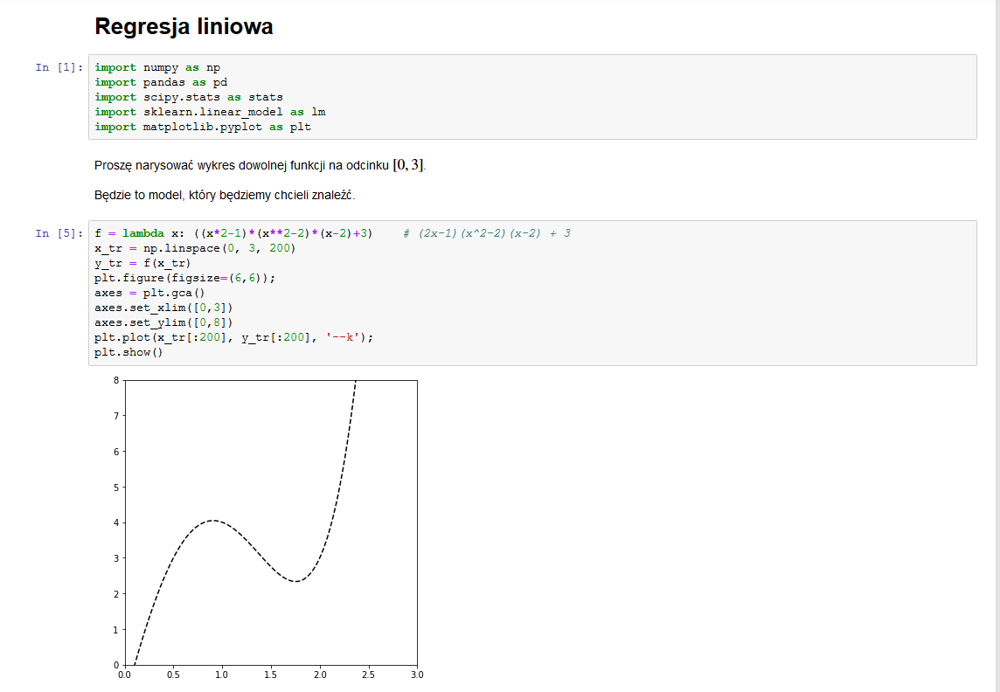 Regresja liniowa
In [1]: import numpy as np
import pandas as pd
import scipy.stats as stats
import sklearn.linear_model as lm
import matplotlib.pyplot as plt
Proszę narysować wykres dowolnej funkcji na odcinku [0, 3].
Będzie to model, który będziemy chcieli znaleźć.
In [5]: f = lambda x: ((x*2-1)*(x**2-2)*(x-2)+3) # (2x-1)(x^2-2)(x-2) + 3
x_tr = np.linspace(0, 3, 200)
y_tr = f(x_tr)
plt.figure(figsize=(6,6));
axes = plt.gca()
axes.set_xlim([0,3])
axes.set_ylim([0,8])
plt.plot(x_tr[:200], y_tr[:200], '--k');
plt.show()
8
7
6
5
4
3
2
1
0
0.0 0.5 1.0 1.5 2.0 2.5 3.0